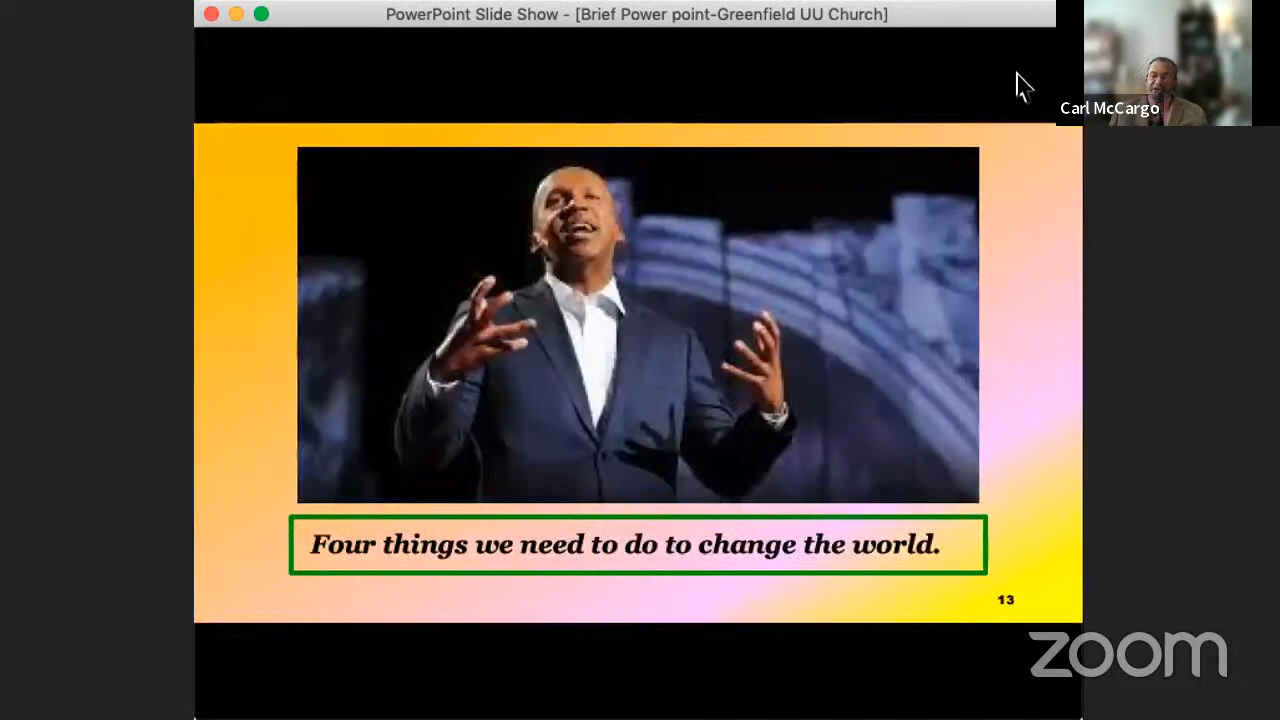 PowerPoint Slide Show - [Brief Power point-Greenfield UU Church]
Carl McCargo
Four things we need to do to change the world.
13
zoom